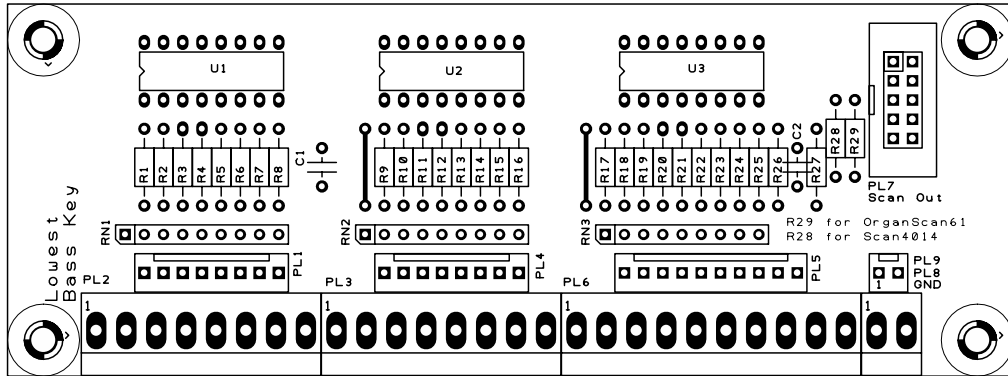 U1
U2
U3
R1
R2
R3
R4
R5
R6
R7
R8
C1
R9
R10
R11
R12
R13
R14
R15
R16
R17
R18
R19
R20
R21
R22
R23
R24
R25
R26
C2
R27
R28
R29
PL7
Scan Out
R29 for OrganScan61
R28 for Scan4014
RN1
RN2
RN3
PL1
PL4
PL5
PL9
PL8
1 GND
Lowest
Bass Key
PL2
PL3
PL6
1
1
1
1